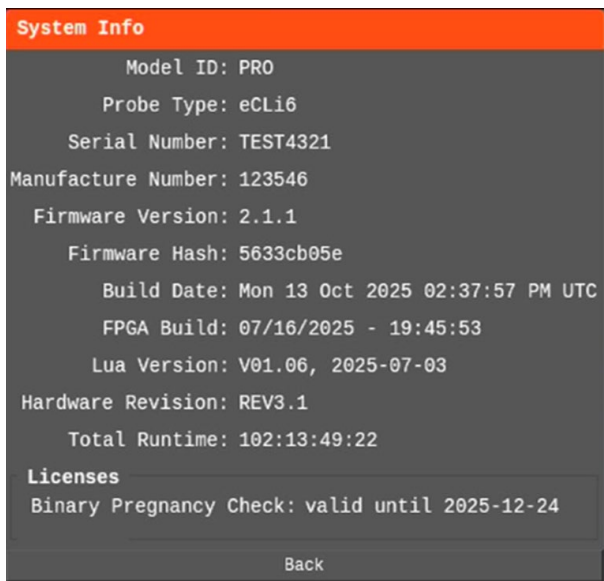 System Info
Model ID: PRO
Probe Type: eCLi6
Serial Number: TEST4321
Manufacture Number: 123546
Firmware Version: 2.1.1
Firmware Hash: 5633cb05e
Build Date: Mon 13 Oct 2025 02:37:57 PM UTC
FPGA Build: 07/16/2025 - 19:45:53
Lua Version: V01.06, 2025-07-03
Hardware Revision: REV3.1
Total Runtime: 102:13:49:22
Licenses
Binary Pregnancy Check: valid until 2025-12-24
Back